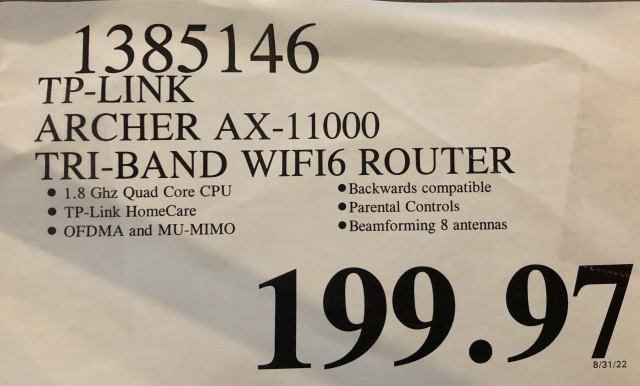 1385146
TP-LINK
ARCHER AX-11000
TRI-BAND WIFI6 ROUTER
• 1.8 Ghz Quad Core CPU
• TP-Link HomeCare
• OFDMA and MU-MIMO
• Backwards compatible
• Parental Controls
• Beamforming 8 antennas
199.97
8/31/22